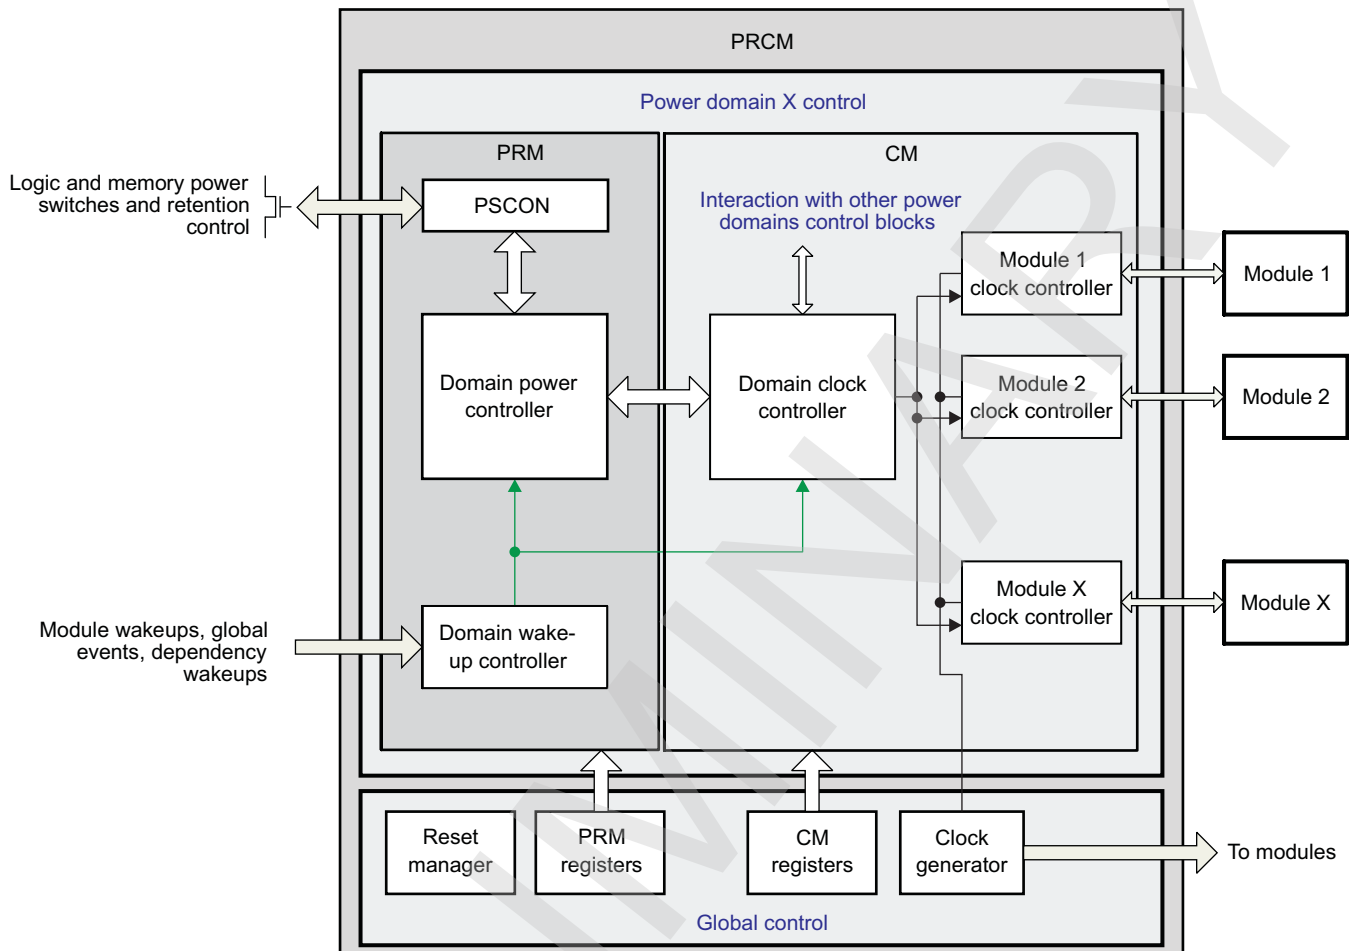 PRCM
Power domain X control
PRM
CM
Logic and memory power
switches and retention
control
PSCON
Interaction with other power
domains control blocks
Module 1
clock controller
Module 1
Domain power
controller
Domain clock
controller
Module 2
clock controller
Module 2
Module X
clock controller
Module X
Module wakeups, global
events, dependency
wakeups
Domain wake-
up controller
Reset
manager
PRM
registers
CM
registers
Clock
generator
To modules
Global control
IMINARY